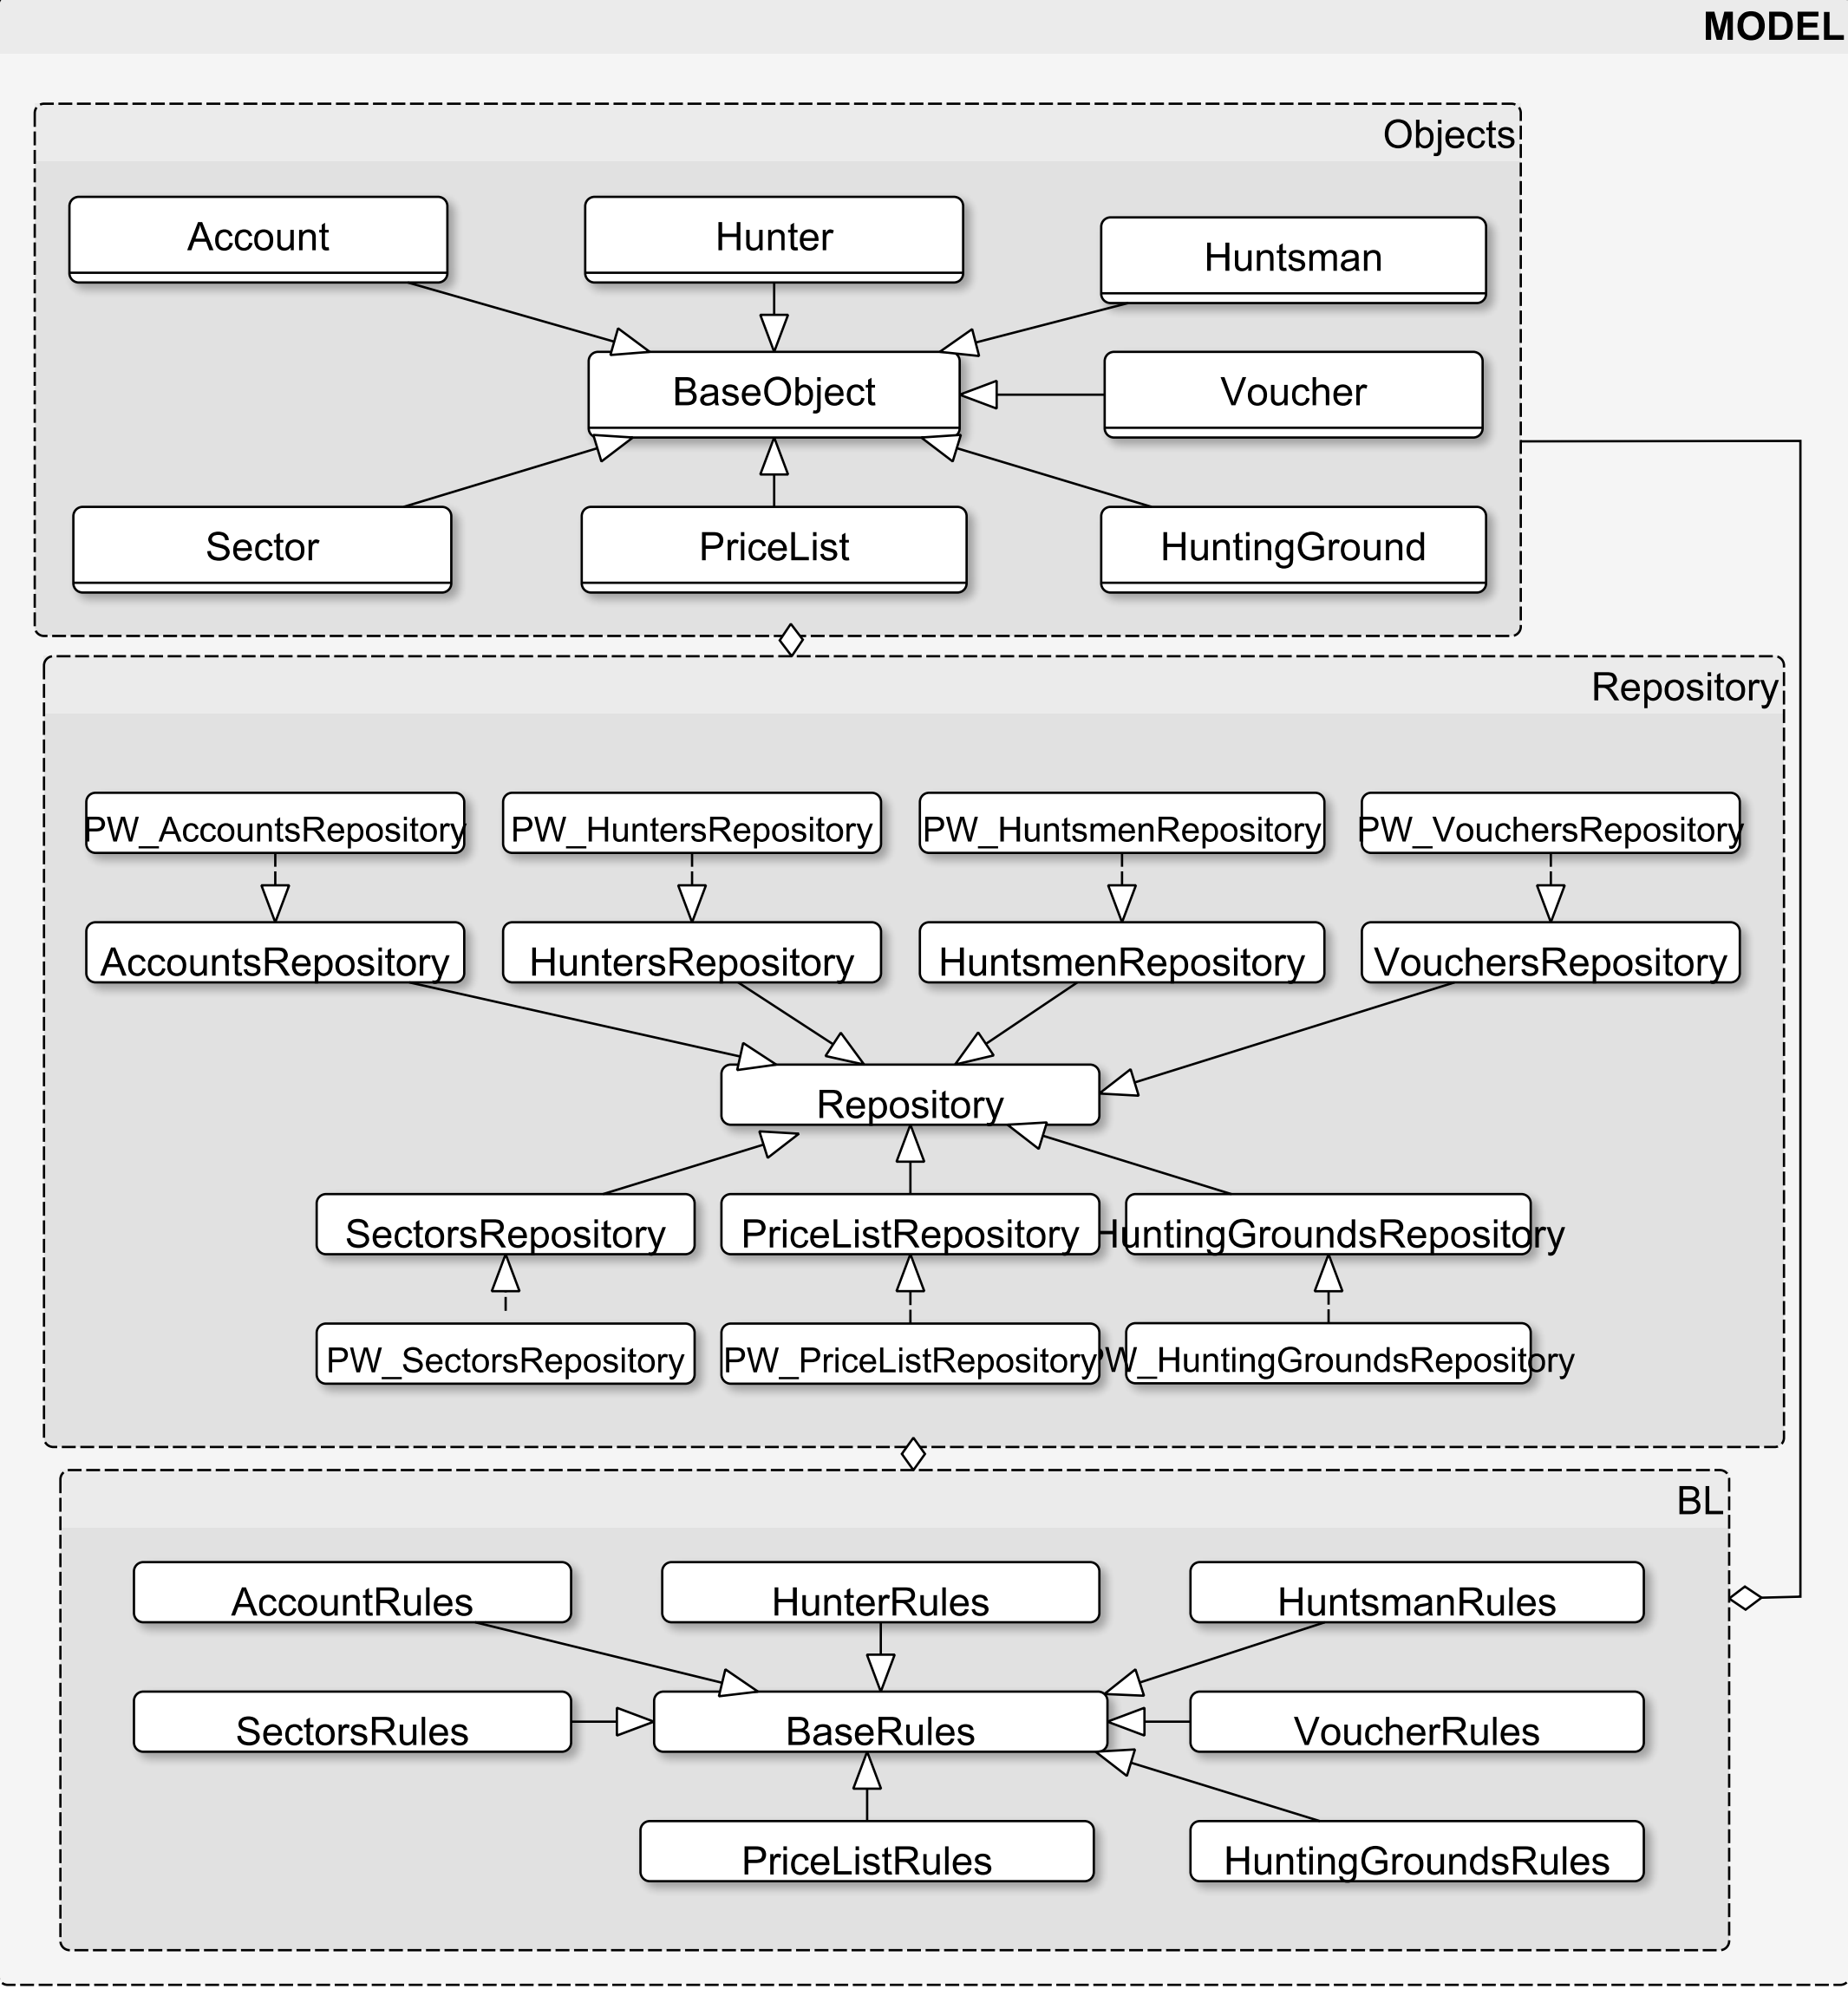 MODEL
Objects
Account
Hunter
Huntsman
BaseObject
Voucher
Sector
PriceList
HuntingGround
Repository
PW_AccountsRepository
PW_HuntersRepository
PW_HuntsmenRepository
PW_VouchersRepository
AccountsRepository
HuntersRepository
HuntsmenRepository
VouchersRepository
Repository
SectorsRepository
PriceListRepository
HuntingGroundsRepository
PW_SectorsRepository
PW_PriceListRepository
PW_HuntingGroundsRepository
BL
AccountRules
HunterRules
HuntsmanRules
SectorsRules
BaseRules
VoucherRules
PriceListRules
HuntingGroundsRules